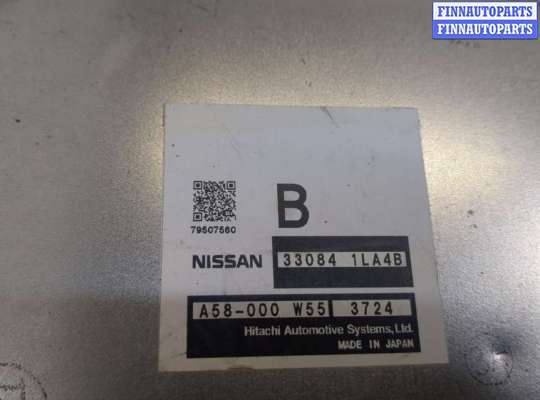 FINNAUTOPARTS
FINNAUTOPARTS
B
79507560
NISSAN 33084 1LA4B
A58-000 W55 3724
Hitachi Automotive Systems, Ltd.
MADE IN JAPAN